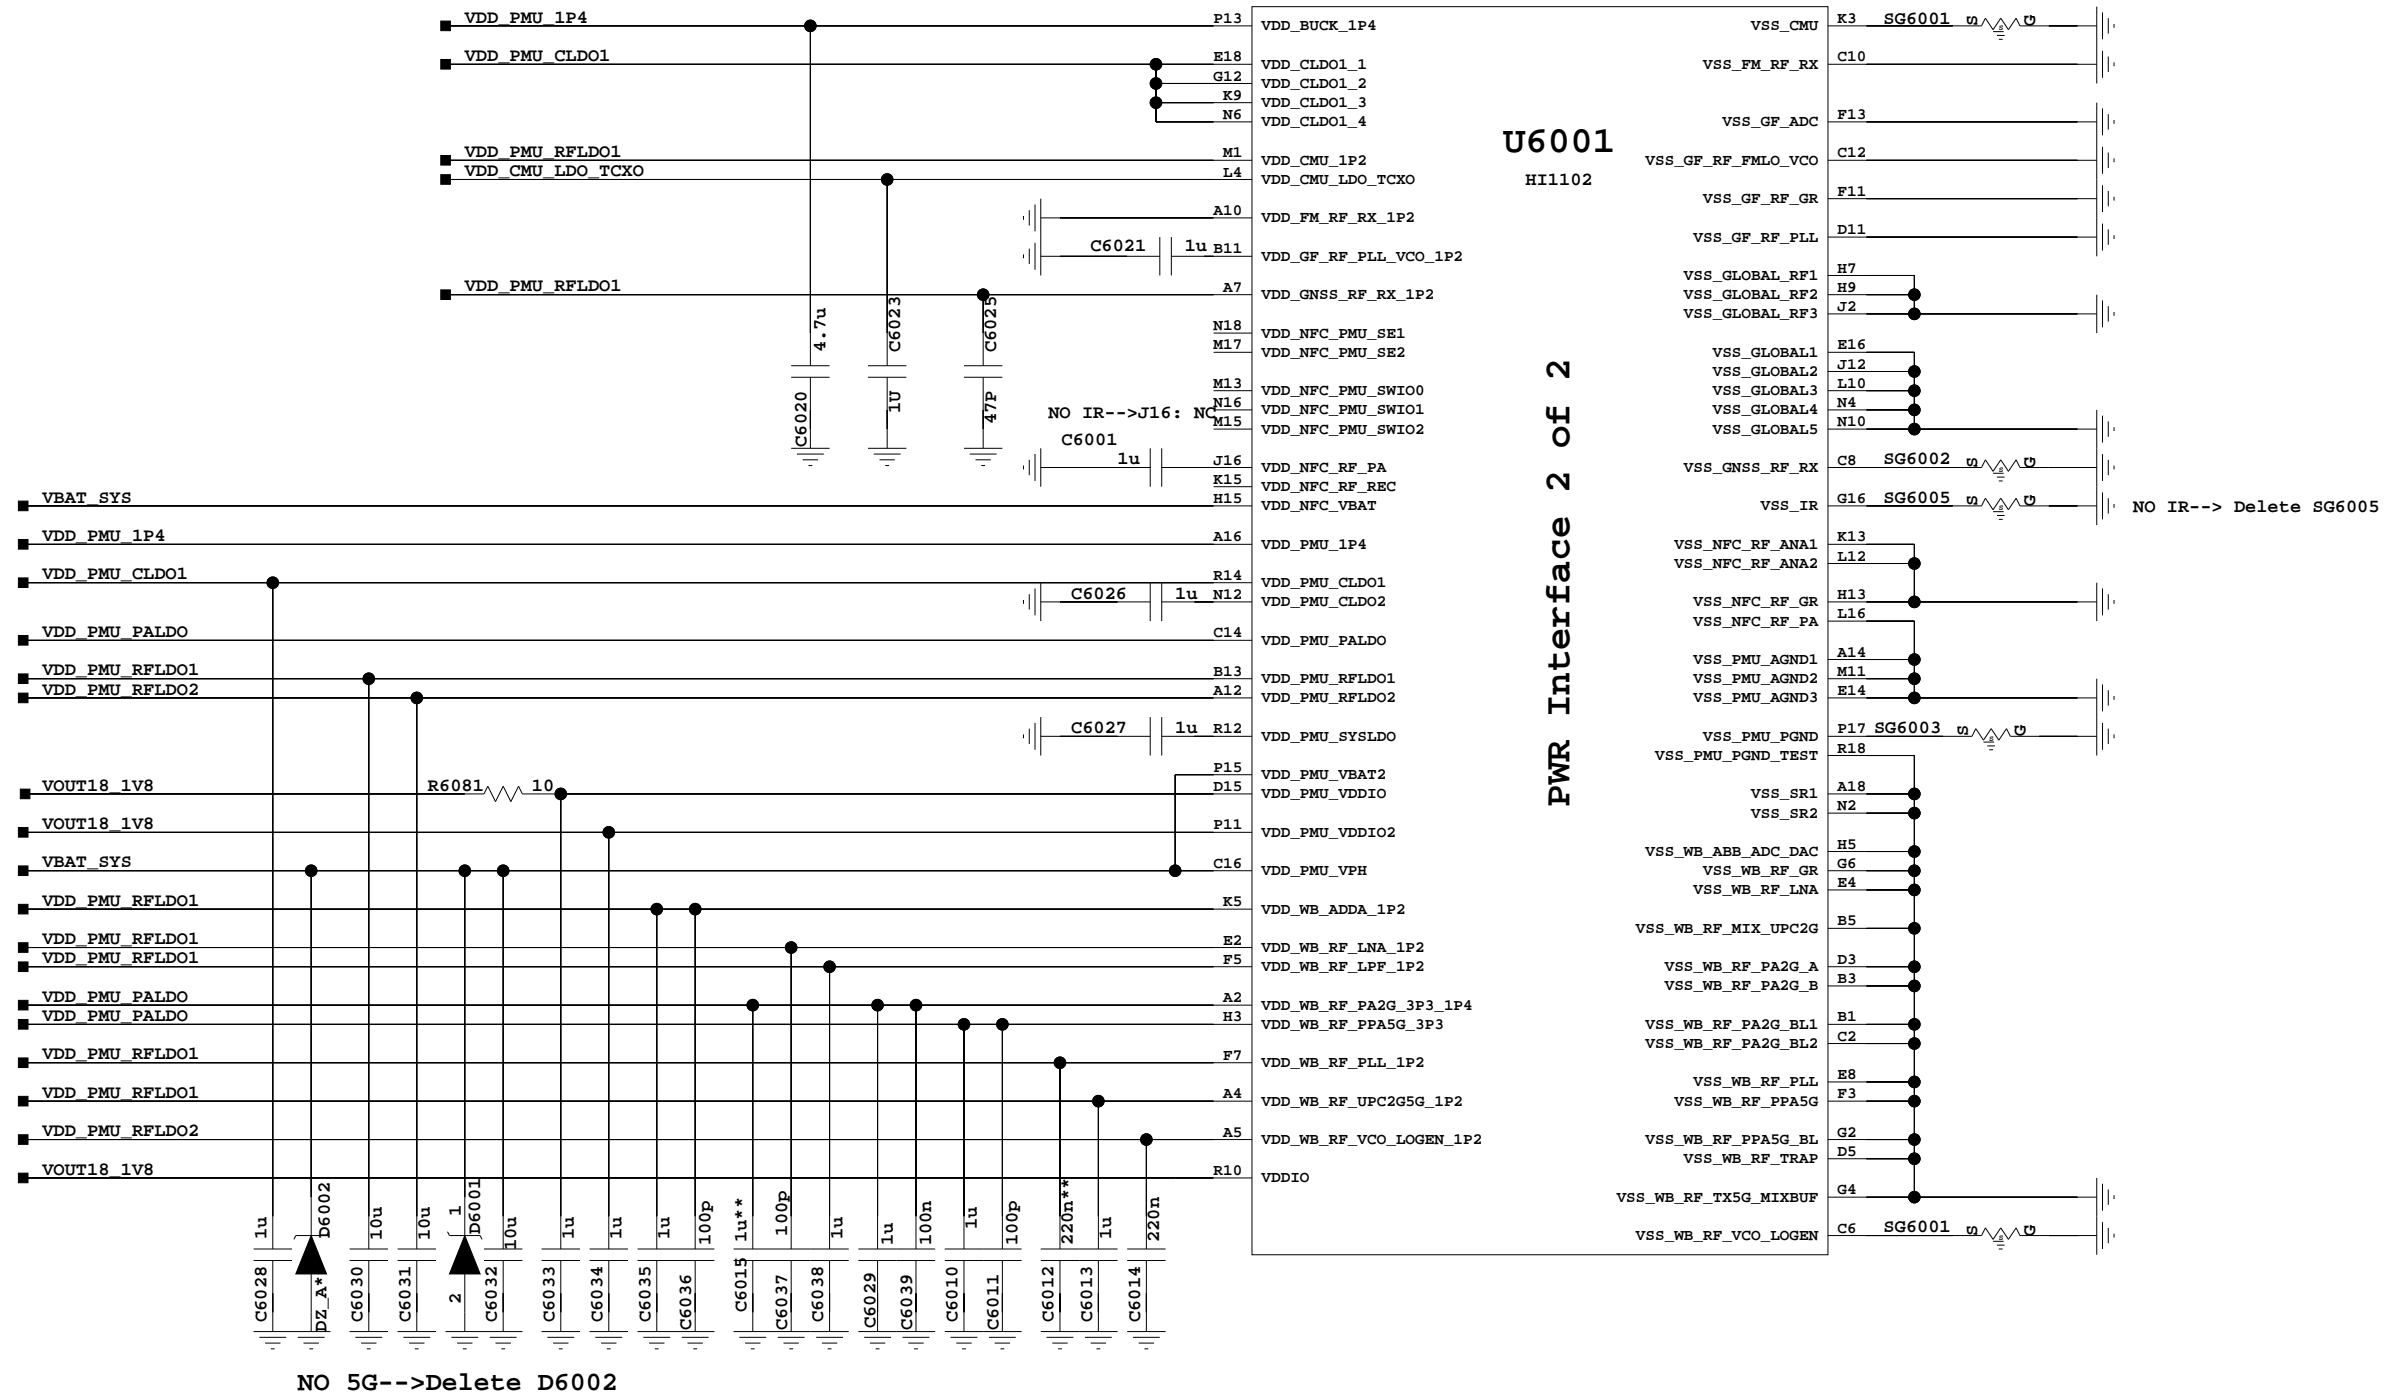 VDD_PMU_1P4 P13 VDD_BUCK_1P4 VSS_CMU K3 SG6001 S G
VDD_PMU_CLDO1 E18 VDD_CLDO1_1 VSS_FM_RF_RX C10
G12 VDD_CLDO1_2
K9 VDD_CLDO1_3
N6 VDD_CLDO1_4 VSS_GF_ADC F13
U6001
VDD_PMU_RFLDO1 M1 VDD_CMU_1P2 VSS_GF_RF_FMLO_VCO C12
VDD_CMU_LDO_TCXO L4 VDD_CMU_LDO_TCXO HI1102
VSS_GF_RF_GR F11
A10 VDD_FM_RF_RX_1P2
VSS_GF_RF_PLL D11
C6021 1u B11 VDD_GF_RF_PLL_VCO_1P2
VSS_GLOBAL_RF1 H7
VDD_PMU_RFLDO1 A7 VDD_GNSS_RF_RX_1P2 VSS_GLOBAL_RF2 H9
VSS_GLOBAL_RF3 J2
4.7u C6023 C6025
N18 VDD_NFC_PMU_SE1
M17 VDD_NFC_PMU_SE2 VSS_GLOBAL1 E16
VSS_GLOBAL2 J12
M13 VDD_NFC_PMU_SWIO0 VSS_GLOBAL3 L10
C6020 1U 47P
NO IR-->J16: NC N16 VDD_NFC_PMU_SWIO1 VSS_GLOBAL4 N4
M15 VDD_NFC_PMU_SWIO2 VSS_GLOBAL5 N10
C6001
1u J16 VDD_NFC_RF_PA VSS_GNSS_RF_RX C8 SG6002 S G
K15 VDD_NFC_RF_REC
VBAT_SYS H15 VDD_NFC_VBAT VSS_IR G16 SG6005 S G NO IR--> Delete SG6005
PWR Interface 2 of 2
VDD_PMU_1P4 A16 VDD_PMU_1P4 VSS_NFC_RF_ANA1 K13
VSS_NFC_RF_ANA2 L12
VDD_PMU_CLDO1 R14 VDD_PMU_CLDO1
C6026 1u N12 VDD_PMU_CLDO2 VSS_NFC_RF_GR H13
VSS_NFC_RF_PA L16
VDD_PMU_PALDO C14 VDD_PMU_PALDO
VSS_PMU_AGND1 A14
VDD_PMU_RFLDO1 B13 VDD_PMU_RFLDO1 VSS_PMU_AGND2 M11
VDD_PMU_RFLDO2 A12 VDD_PMU_RFLDO2 VSS_PMU_AGND3 E14
C6027 1u R12 VDD_PMU_SYSLDO VSS_PMU_PGND P17 SG6003 S G
VSS_PMU_PGND_TEST R18
P15 VDD_PMU_VBAT2
VOUT18_1V8 R6081 10 D15 VDD_PMU_VDDIO VSS_SR1 A18
VSS_SR2 N2
VOUT18_1V8 P11 VDD_PMU_VDDIO2
VSS_WB_ABB_ADC_DAC H5
VBAT_SYS C16 VDD_PMU_VPH VSS_WB_RF_GR G6
VSS_WB_RF_LNA E4
VDD_PMU_RFLDO1 K5 VDD_WB_ADDA_1P2
VSS_WB_RF_MIX_UPC2G B5
VDD_PMU_RFLDO1 E2 VDD_WB_RF_LNA_1P2
VDD_PMU_RFLDO1 F5 VDD_WB_RF_LPF_1P2 VSS_WB_RF_PA2G_A D3
VSS_WB_RF_PA2G_B B3
VDD_PMU_PALDO A2 VDD_WB_RF_PA2G_3P3_1P4
VDD_PMU_PALDO H3 VDD_WB_RF_PPA5G_3P3 VSS_WB_RF_PA2G_BL1 B1
VSS_WB_RF_PA2G_BL2 C2
VDD_PMU_RFLDO1 F7 VDD_WB_RF_PLL_1P2
VSS_WB_RF_PLL E8
VDD_PMU_RFLDO1 A4 VDD_WB_RF_UPC2G5G_1P2 VSS_WB_RF_PPA5G F3
VDD_PMU_RFLDO2 A5 VDD_WB_RF_VCO_LOGEN_1P2 VSS_WB_RF_PPA5G_BL G2
VSS_WB_RF_TRAP D5
VOUT18_1V8 R10 VDDIO
VSS_WB_RF_TX5G_MIXBUF G4
VSS_WB_RF_VCO_LOGEN C6 SG6001 S G
1u D6002 10u 10u 1 D6001 10u 1u 1u 1u 100p 1u** 100p 1u 1u 100n 1u 100p 220n** 1u 220n
C6028 DZ_A* C6030 C6031 2 C6032 C6033 C6034 C6035 C6036 C6015 C6037 C6038 C6029 C6039 C6010 C6011 C6012 C6013 C6014
NO 5G-->Delete D6002